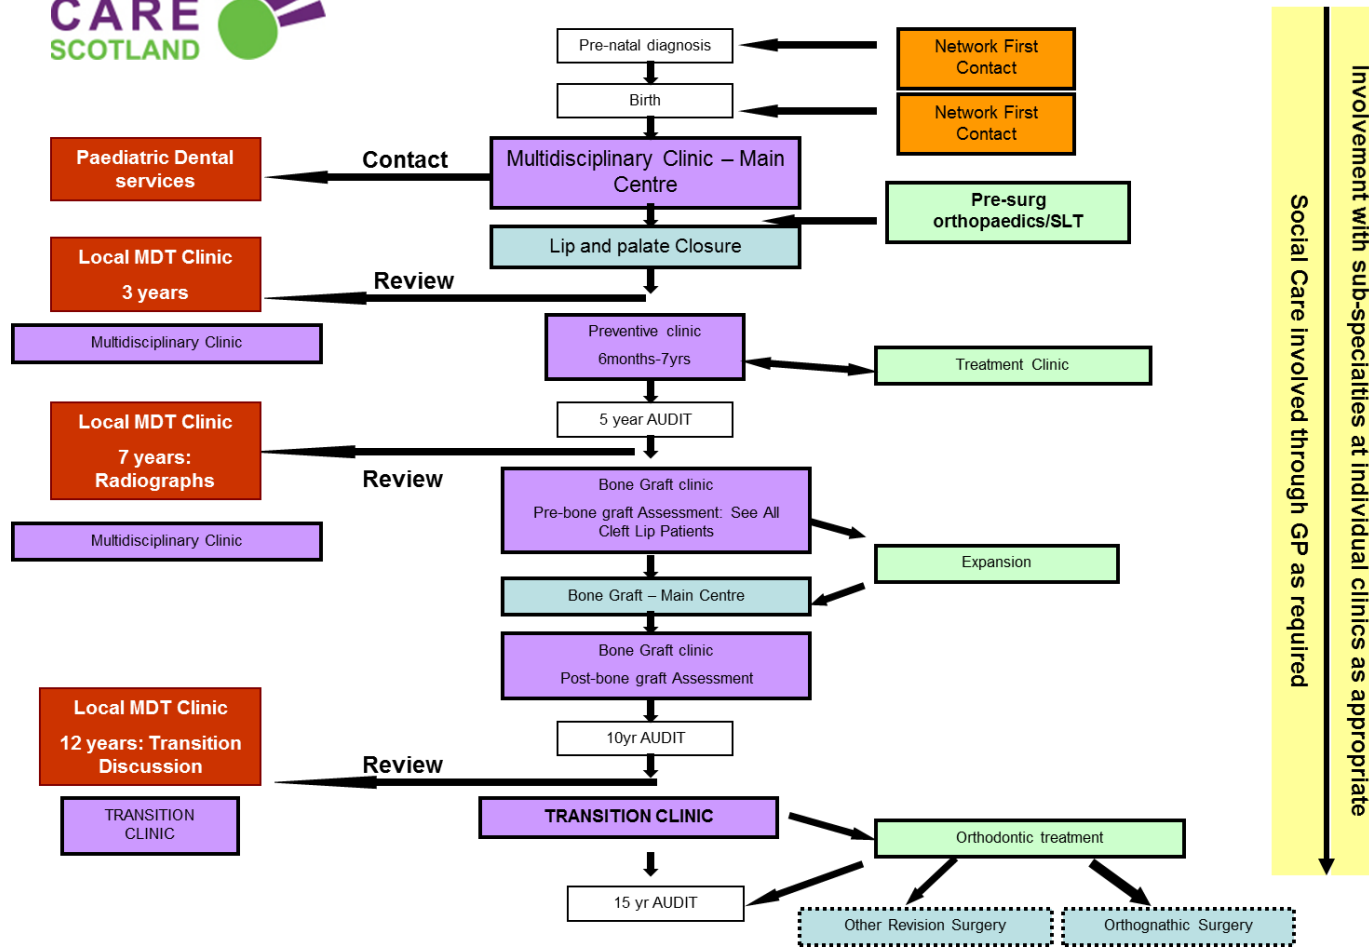 CARE
SCOTLAND
Pre-natal diagnosis
Network First
Contact
Birth
Network First
Contact
Paediatric Dental
services
Contact
Multidisciplinary Clinic – Main
Centre
Pre-surg
orthopaedics/SLT
Lip and palate Closure
Local MDT Clinic
3 years
Review
Multidisciplinary Clinic
Preventive clinic
6months-7yrs
Treatment Clinic
5 year AUDIT
Local MDT Clinic
7 years:
Radiographs
Review
Multidisciplinary Clinic
Bone Graft clinic
Pre-bone graft Assessment: See All
Cleft Lip Patients
Expansion
Bone Graft – Main Centre
Bone Graft clinic
Post-bone graft Assessment
Local MDT Clinic
12 years: Transition
Discussion
10yr AUDIT
Review
TRANSITION
CLINIC
TRANSITION CLINIC
Orthodontic treatment
15 yr AUDIT
Other Revision Surgery
Orthognathic Surgery
Involvement with sub-specialties at individual clinics as appropriate
Social Care involved through GP as required